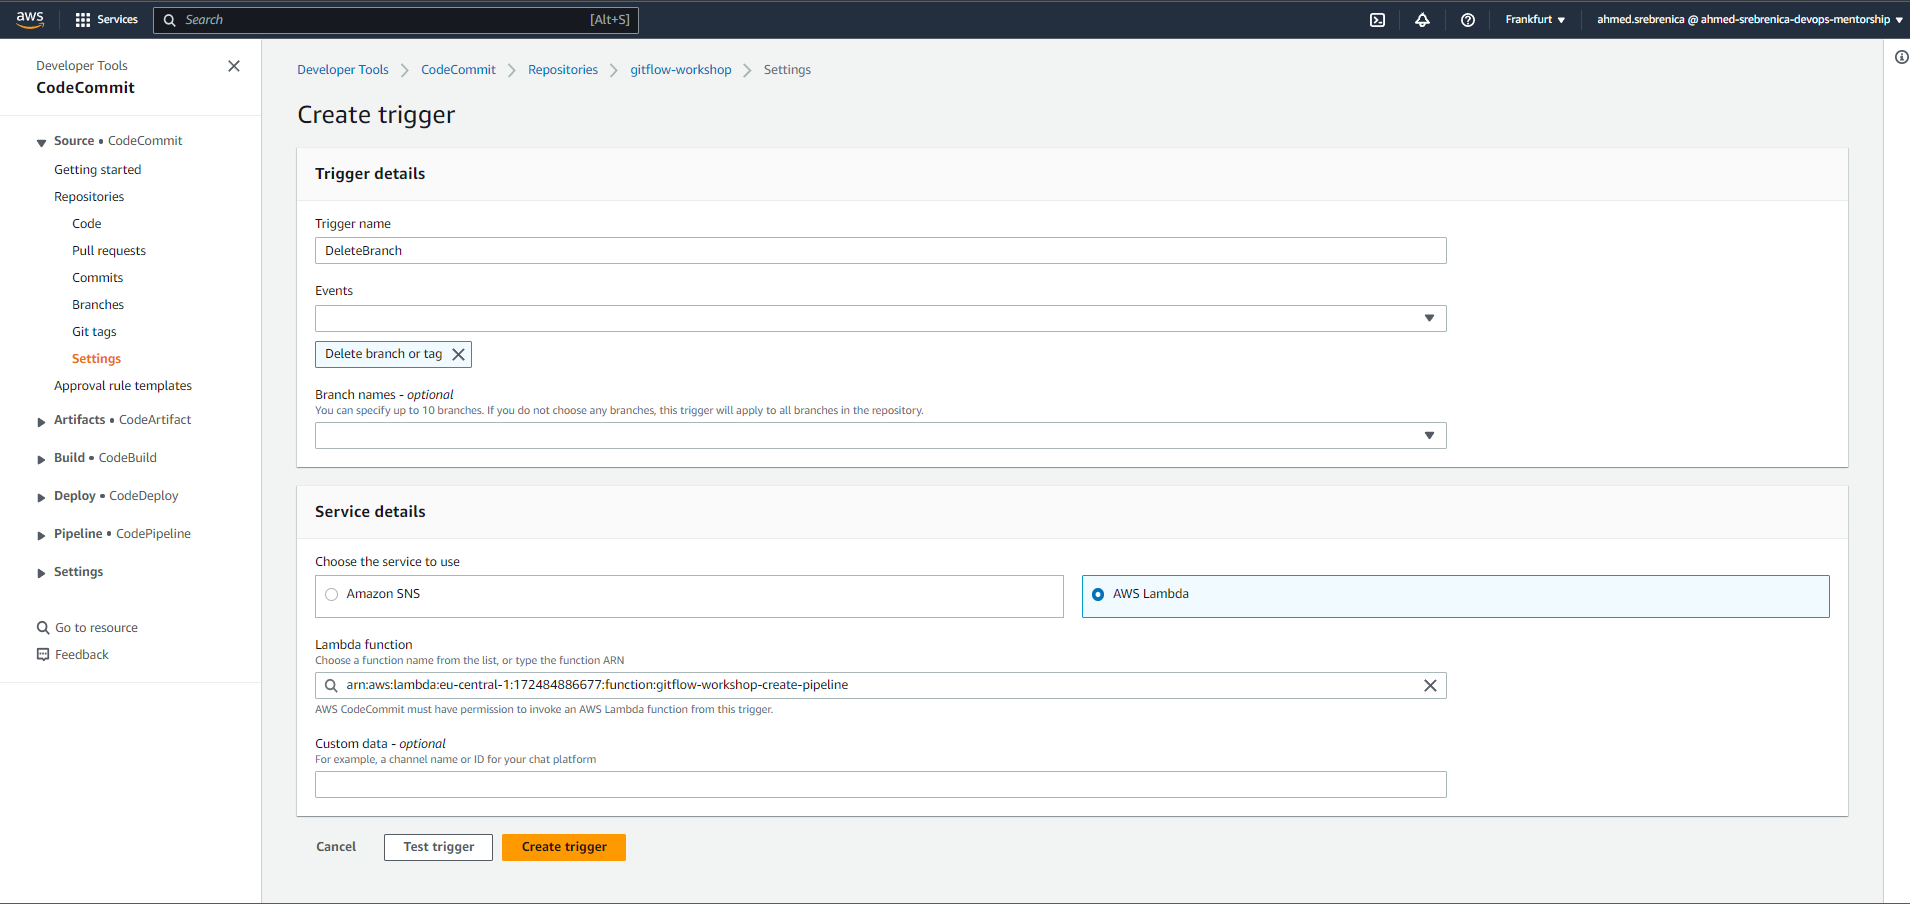 aws
Services
Search [Alt+S]
Frankfurt
ahmed.srebrenica @ ahmed-srebrenica-devops-mentorship
Developer Tools
CodeCommit
Source • CodeCommit
Getting started
Repositories
Code
Pull requests
Commits
Branches
Git tags
Settings
Approval rule templates
Artifacts • CodeArtifact
Build • CodeBuild
Deploy • CodeDeploy
Pipeline • CodePipeline
Settings
Go to resource
Feedback
Developer Tools CodeCommit Repositories gitflow-workshop Settings
Create trigger
Trigger details
Trigger name
DeleteBranch
Events
Delete branch or tag
Branch names - optional
You can specify up to 10 branches. If you do not choose any branches, this trigger will apply to all branches in the repository.
Service details
Choose the service to use
Amazon SNS
AWS Lambda
Lambda function
Choose a function name from the list, or type the function ARN
arn:aws:lambda:eu-central-1:172484886677:function:gitflow-workshop-create-pipeline
AWS CodeCommit must have permission to invoke an AWS Lambda function from this trigger.
Custom data - optional
For example, a channel name or ID for your chat platform
Cancel
Test trigger
Create trigger